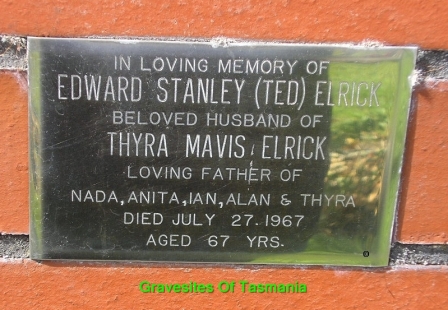 IN LOVING MEMORY OF
EDWARD STANLEY (TED) ELRICK
BELOVED HUSBAND OF
THYRA MAVIS ELRICK
LOVING FATHER OF
NADA, ANITA, IAN, ALAN & THYRA
DIED JULY 27. 1967
AGED 67 YRS.
Gravesites Of Tasmania